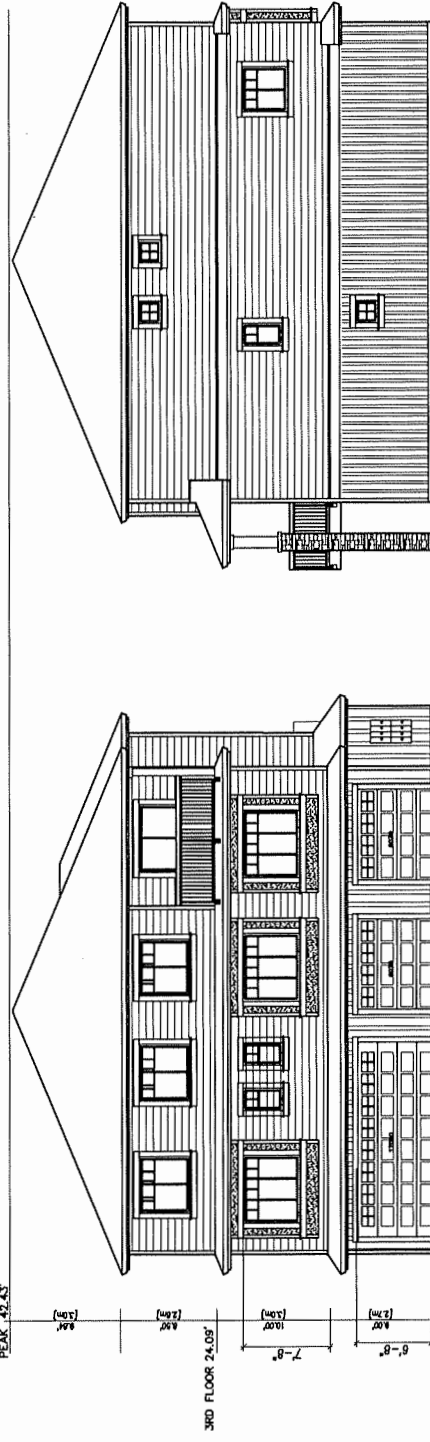 PEAK 42.43'
9.84'
[3.0m]
8.50'
[2.6m]
3RD FLOOR 24.09'
10.00'
[3.0m]
7'-8"
9.00'
[2.7m]
6'-8"